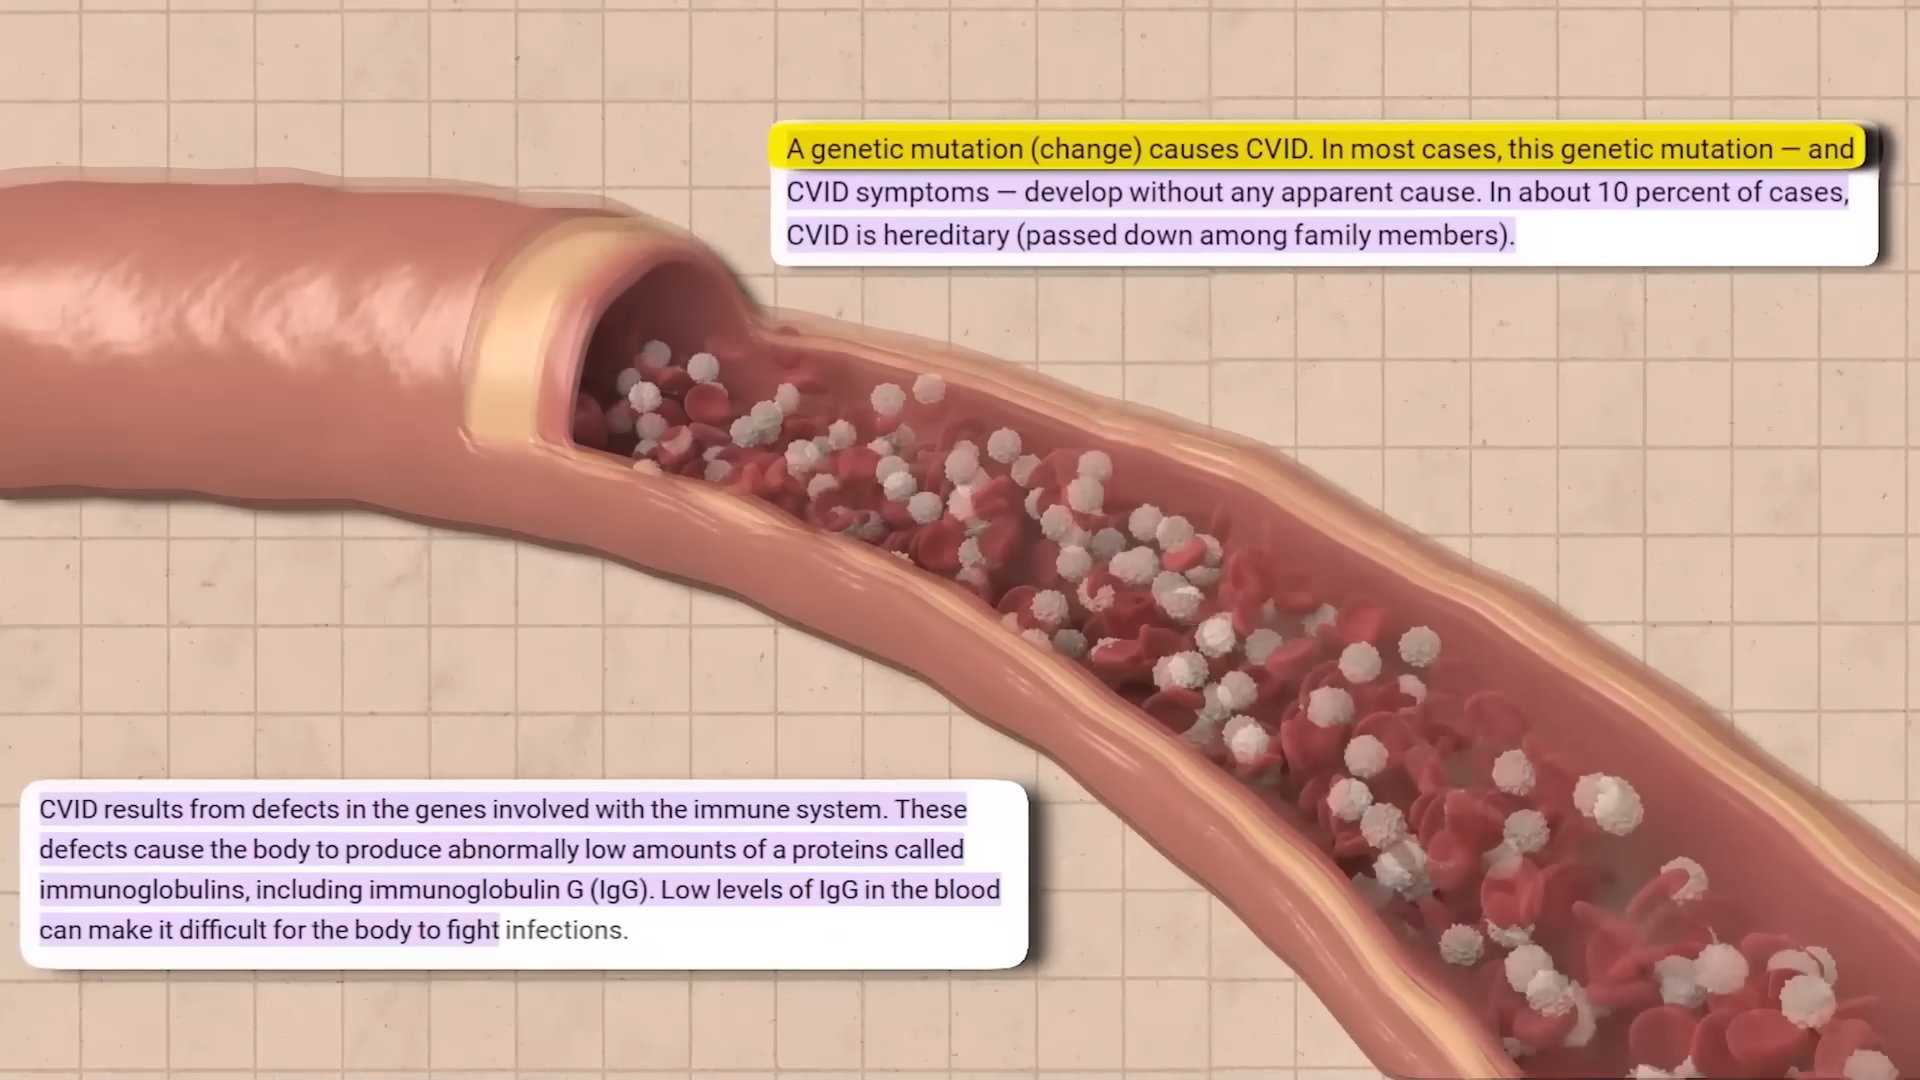 A genetic mutation (change) causes CVID. In most cases, this genetic mutation — and
CVID symptoms — develop without any apparent cause. In about 10 percent of cases,
CVID is hereditary (passed down among family members).
CVID results from defects in the genes involved with the immune system. These
defects cause the body to produce abnormally low amounts of a proteins called
immunoglobulins, including immunoglobulin G (IgG). Low levels of IgG in the blood
can make it difficult for the body to fight infections.